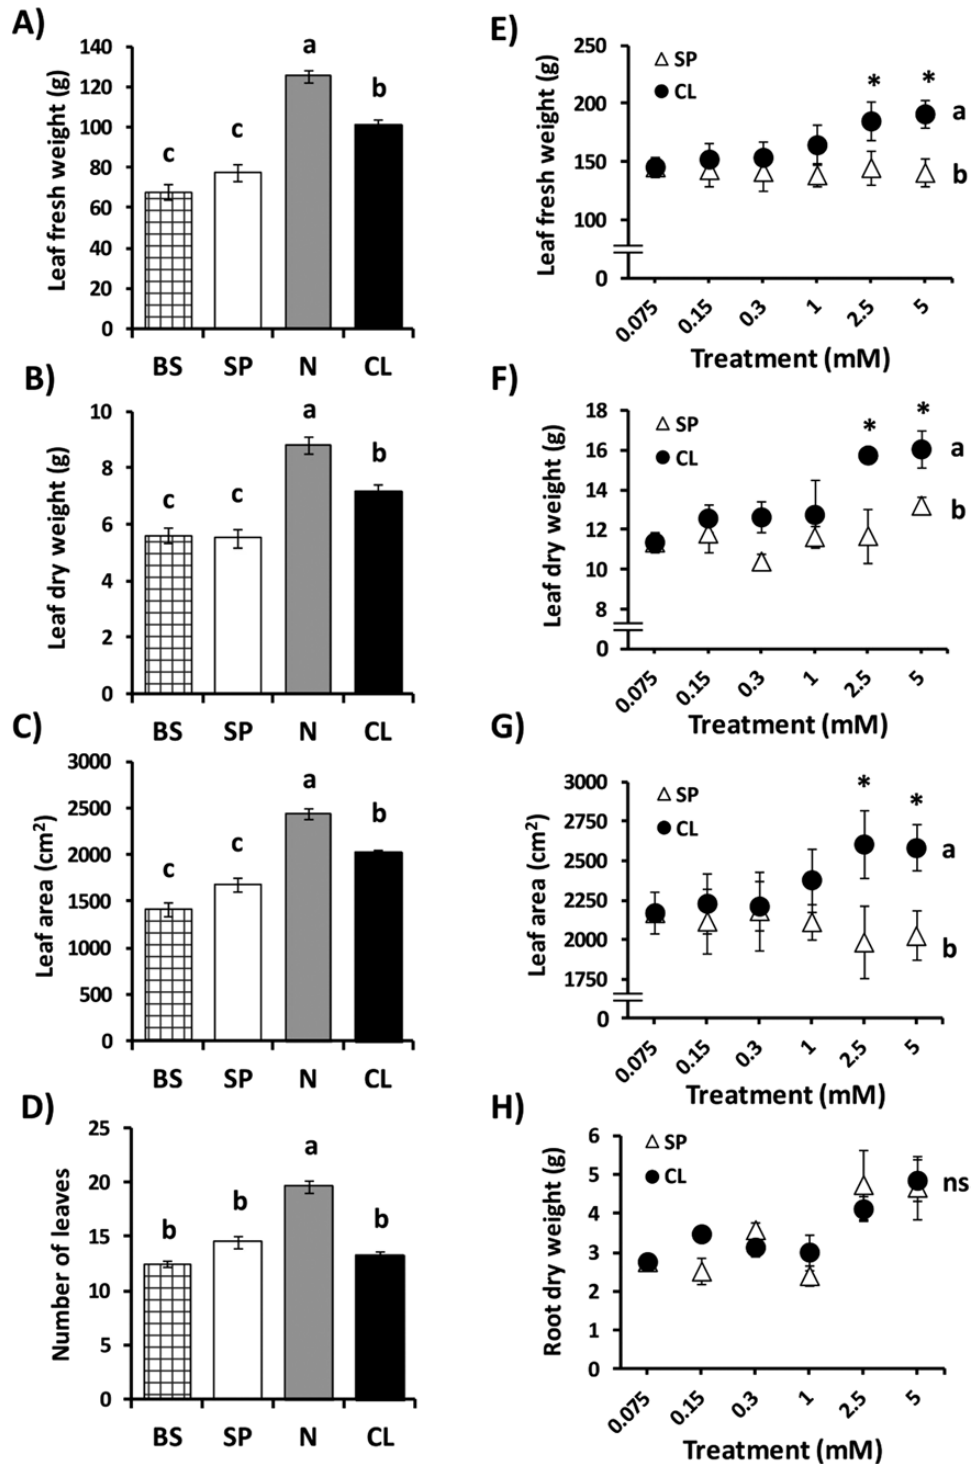 A)
Leaf fresh weight (g)
140
120
100
80
60
40
20
0
c
c
a
b
BS SP N CL
E)
Leaf fresh weight (g)
250
200
150
100
0
SP
CL
* *
a
b
0.075 0.15 0.3 1 2.5 5
Treatment (mM)
B)
Leaf dry weight (g)
10
8
6
4
2
0
c
c
a
b
BS SP N CL
F)
Leaf dry weight (g)
18
16
14
12
10
8
0
SP
CL
* *
a
b
0.075 0.15 0.3 1 2.5 5
Treatment (mM)
C)
Leaf area (cm²)
3000
2500
2000
1500
1000
500
0
c
c
a
b
BS SP N CL
G)
Leaf area (cm²)
3000
2750
2500
2250
2000
1750
0
SP
CL
* *
a
b
0.075 0.15 0.3 1 2.5 5
Treatment (mM)
D)
Number of leaves
25
20
15
10
5
0
b
b
a
b
BS SP N CL
H)
Root dry weight (g)
6
5
4
3
2
1
0
SP
CL
ns
0.075 0.15 0.3 1 2.5 5
Treatment (mM)